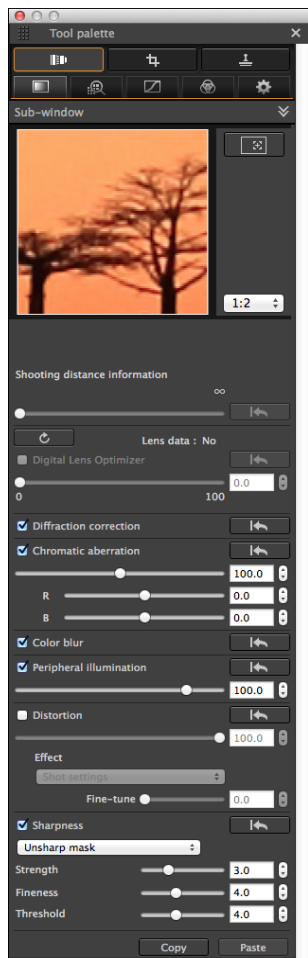 Tool palette
Sub-window
1:2
Shooting distance information
∞
Lens data : No
Digital Lens Optimizer
0.0
0 100
Diffraction correction
Chromatic aberration
100.0
R 0.0
B 0.0
Color blur
Peripheral illumination
100.0
Distortion
100.0
Effect
Shot settings
Fine-tune 0.0
Sharpness
Unsharp mask
Strength 3.0
Fineness 4.0
Threshold 4.0
Copy Paste